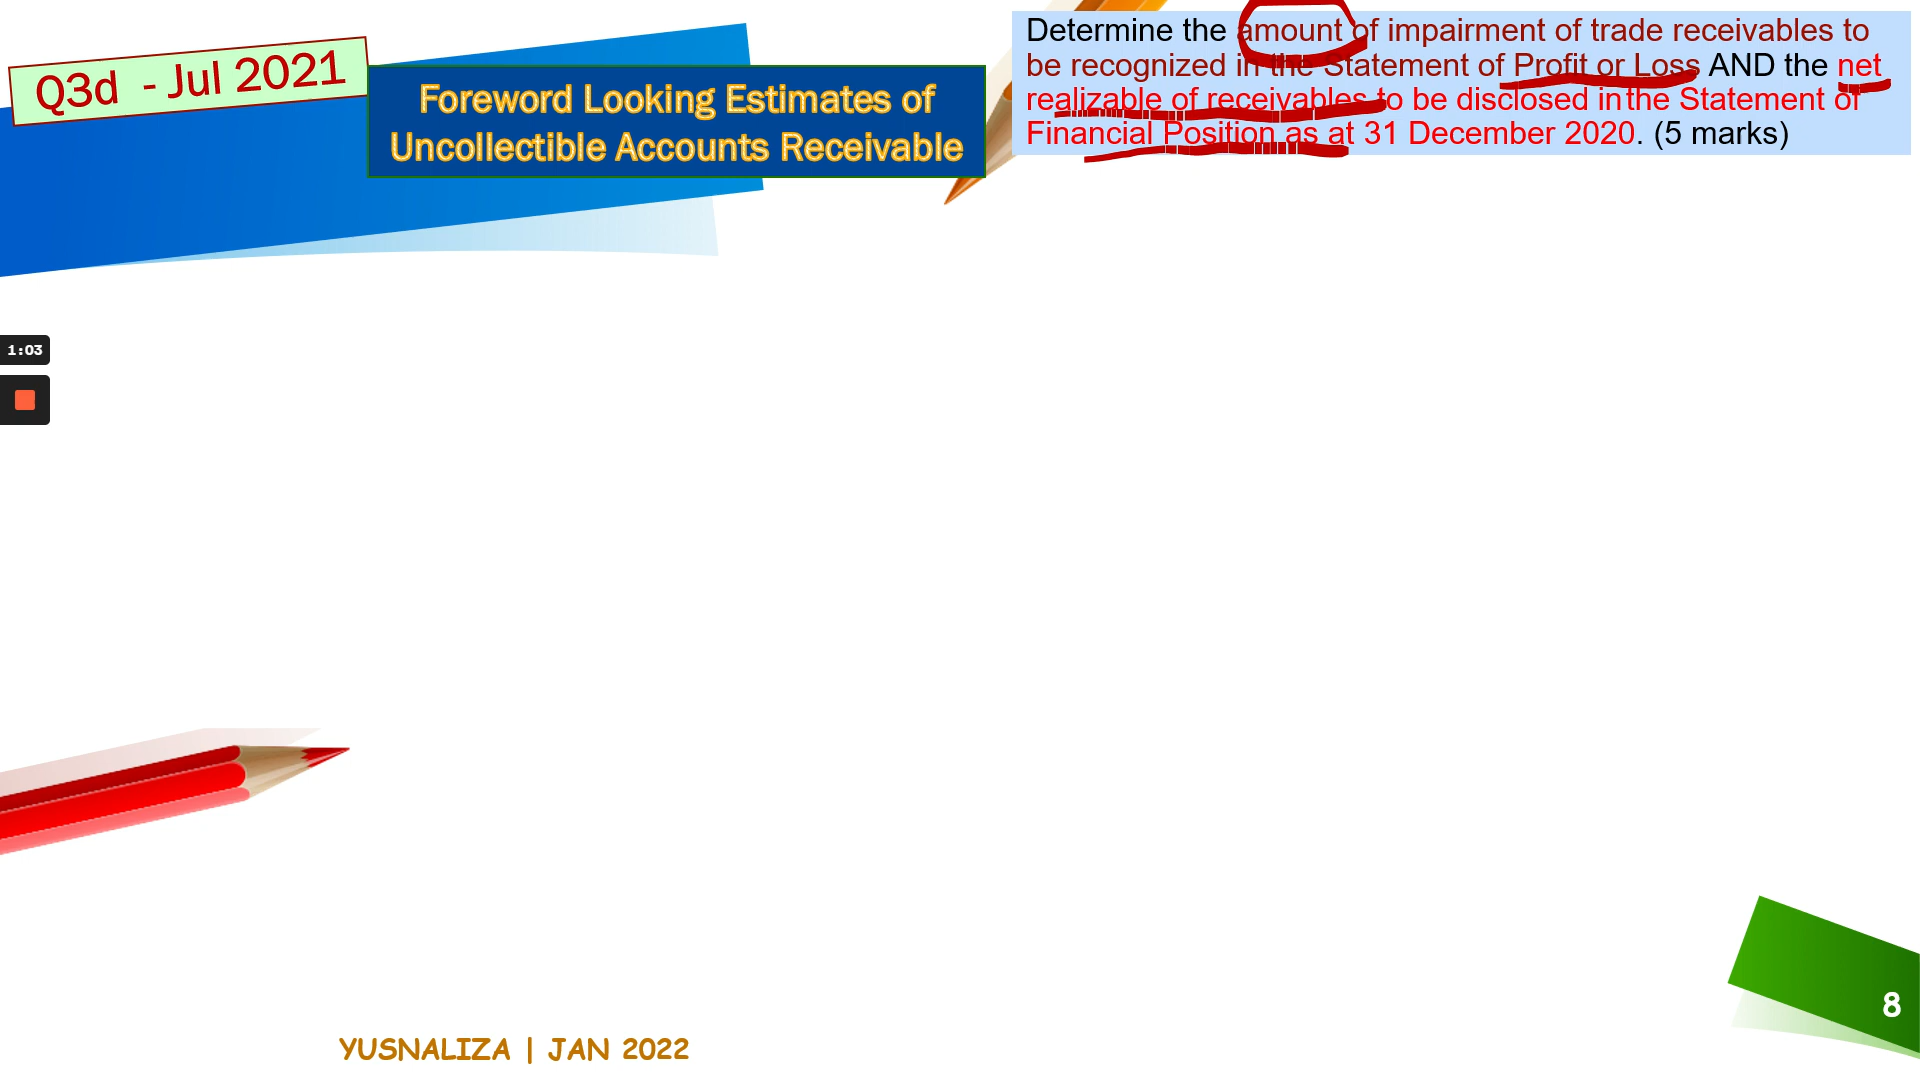 Q3d - Jul 2021
Foreword Looking Estimates of
Uncollectible Accounts Receivable
Determine the amount of impairment of trade receivables to
be recognized in the Statement of Profit or Loss AND the net
realizable of receivables to be disclosed in the Statement of
Financial Position as at 31 December 2020. (5 marks)
1:03
8
YUSNALIZA | JAN 2022